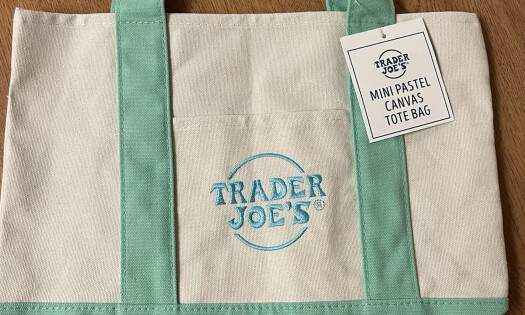 TRADER
JOE'S
MINI PASTEL
CANVAS
TOTE BAG
TRADER
JOE'S®